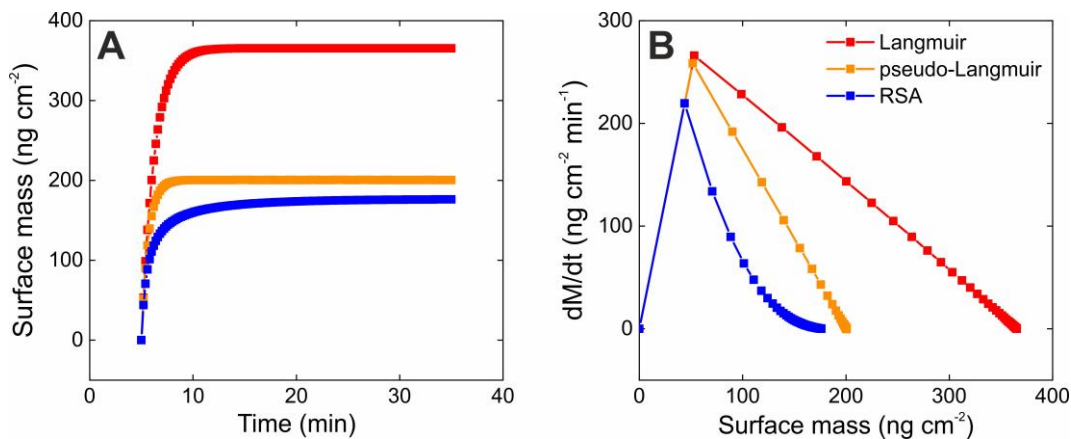 A
400
300
200
100
0
0
10
20
30
40
Surface mass (ng cm⁻²)
Time (min)
B
300
200
100
0
0
100
200
300
400
dM/dt (ng cm⁻² min⁻¹)
Surface mass (ng cm⁻²)
Langmuir
pseudo-Langmuir
RSA